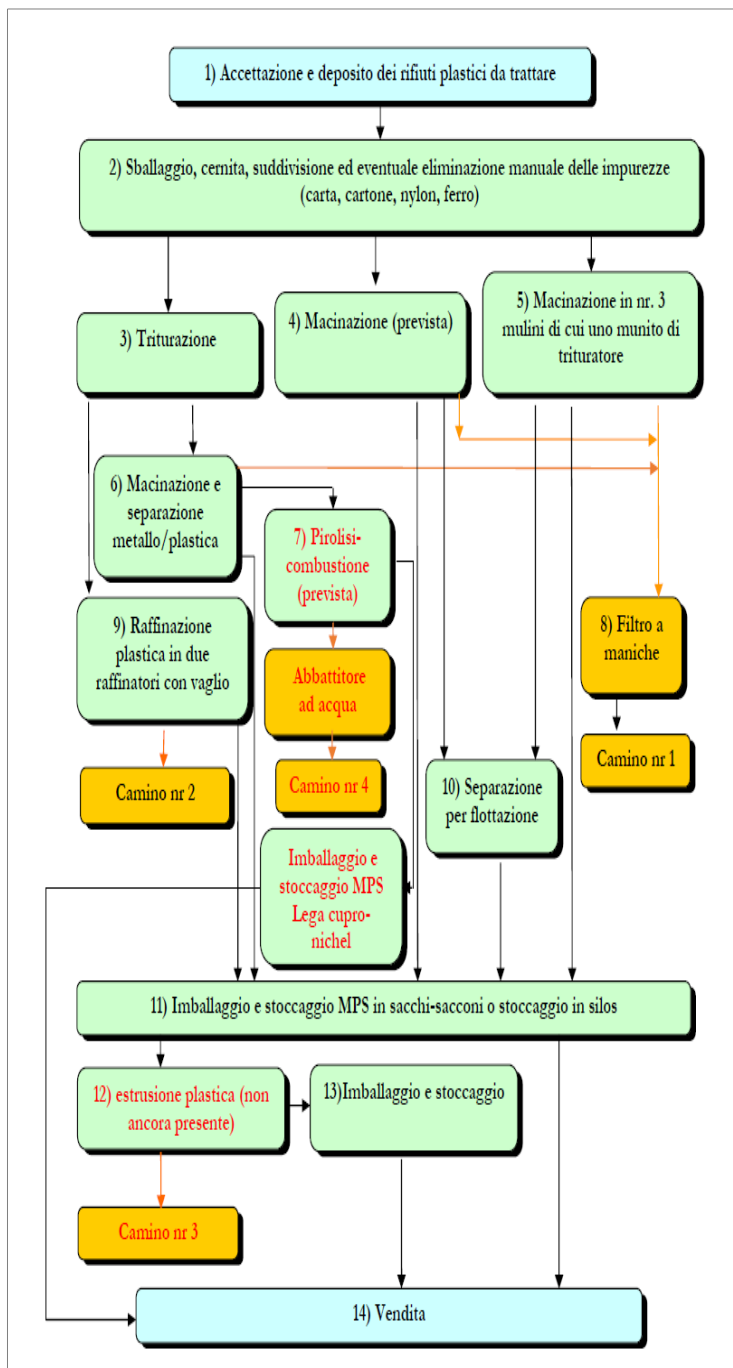 1) Accettazione e deposito dei rifiuti plastici da trattare
2) Sballaggio, cernita, suddivisione ed eventuale eliminazione manuale delle impurezze
(carta, cartone, nylon, ferro)
3) Triturazione
4) Macinazione (prevista)
5) Macinazione in nr. 3
mulini di cui uno munito di
trituratore
6) Macinazione e
separazione
metallo/plastica
7) Pirolisi-
combustione
(prevista)
8) Filtro a
maniche
9) Raffinazione
plastica in due
raffinatori con vaglio
Abbattitore
ad acqua
Camino nr 1
Camino nr 2
Camino nr 4
10) Separazione
per flottazione
Imballaggio e
stoccaggio MPS
Lega cupro-
nichel
11) Imballaggio e stoccaggio MPS in sacchi-sacconi o stoccaggio in silos
12) estrusione plastica (non
ancora presente)
13)Imballaggio e stoccaggio
Camino nr 3
14) Vendita